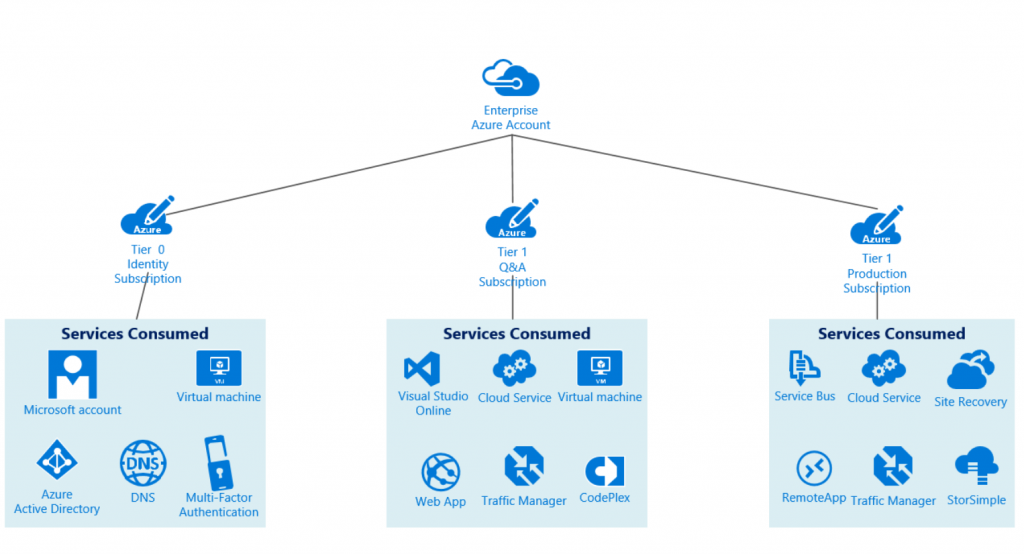 Enterprise
Azure Account
Azure
Tier 0
Identity
Subscription
Azure
Tier 1
Q&A
Subscription
Azure
Tier 1
Production
Subscription
Services Consumed
Microsoft account
VM
Virtual machine
Azure
Active Directory
DNS
DNS
Multi-Factor
Authentication
Services Consumed
Visual Studio
Online
Cloud Service
VM
Virtual machine
Web App
Traffic Manager
CodePlex
Services Consumed
Service Bus
Cloud Service
Site Recovery
RemoteApp
Traffic Manager
StorSimple